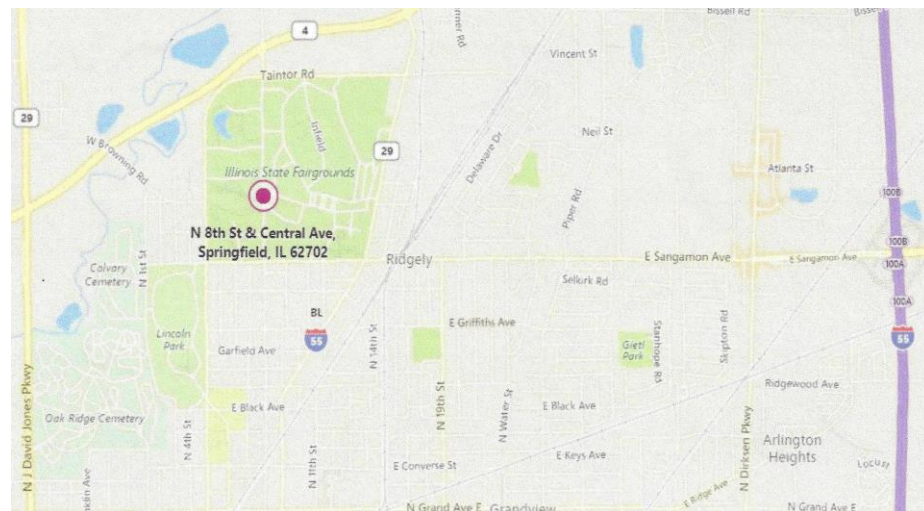 Bissell Rd
4
Vincent St
Taintor Rd
29
Neil St
W Browning Rd
Infield
29
Delaware Dr
Illinois State Fairgrounds
Atlanta St
Piper Rd
100B
N 8th St & Central Ave,
Springfield, IL 62702
100B
N 1st St
Ridgely
E Sangamon Ave
E Sangamon Ave
100A
Calvary
Cemetery
Sellork Rd
100A
BL
55
E Griffiths Ave
Lincoln
Park
N 14th St
Garfield Ave
Gietl
Park
Stanhope Rd
Skipton Rd
55
N J David Jones Pkwy
Ridgewood Ave
Oak Ridge Cemetery
E Black Ave
N 19th St
N Water St
E Black Ave
N 4th St
N 11th St
N Dirksen Pkwy
Arlington
Heights
E Converse St
E Keys Ave
Locust
E Ridge Ave
N Grand Ave E
Grandview
N Grand Ave E